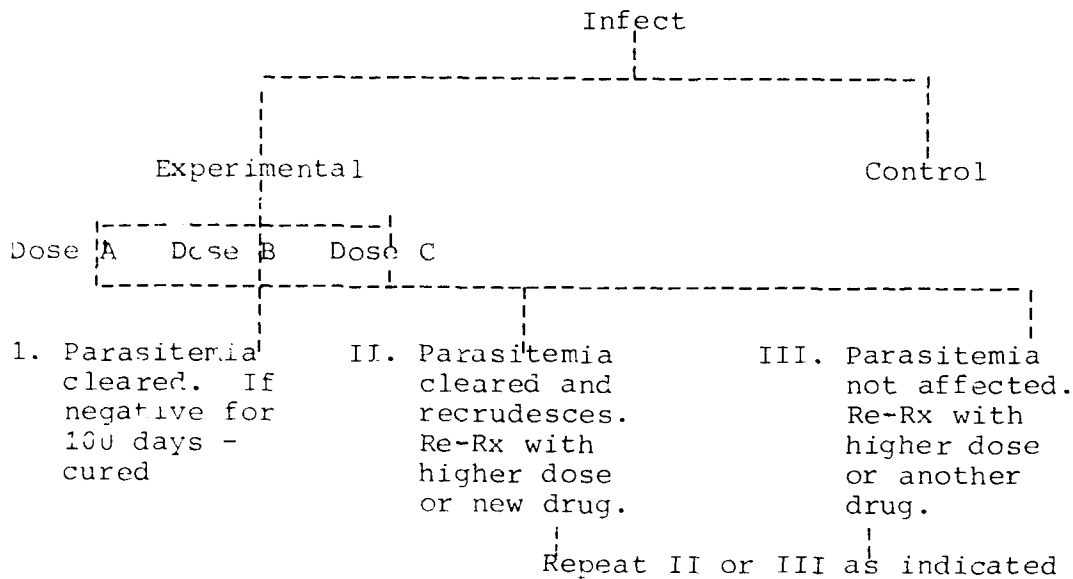 Infect
Experimental Control
Dose A Dose B Dose C
1. Parasitemia II. Parasitemia III. Parasitemia
cleared. If cleared and not affected.
negative for recrudesces. Re-Rx with
100 days - Re-Rx with higher dose
cured higher dose or another
or new drug. drug.
Repeat II or III as indicated